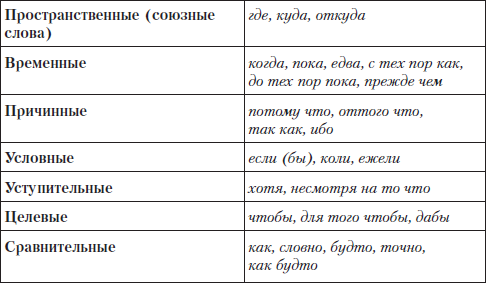 Пространственные (союзные где, куда, откуда
слова)
Временные когда, пока, едва, с тех пор как,
до тех пор пока, прежде чем
Причинные потому что, оттого что,
так как, ибо
Условные если (бы), коли, ежели
Уступительные хотя, несмотря на то что
Целевые чтобы, для того чтобы, дабы
Сравнительные как, словно, будто, точно,
как будто